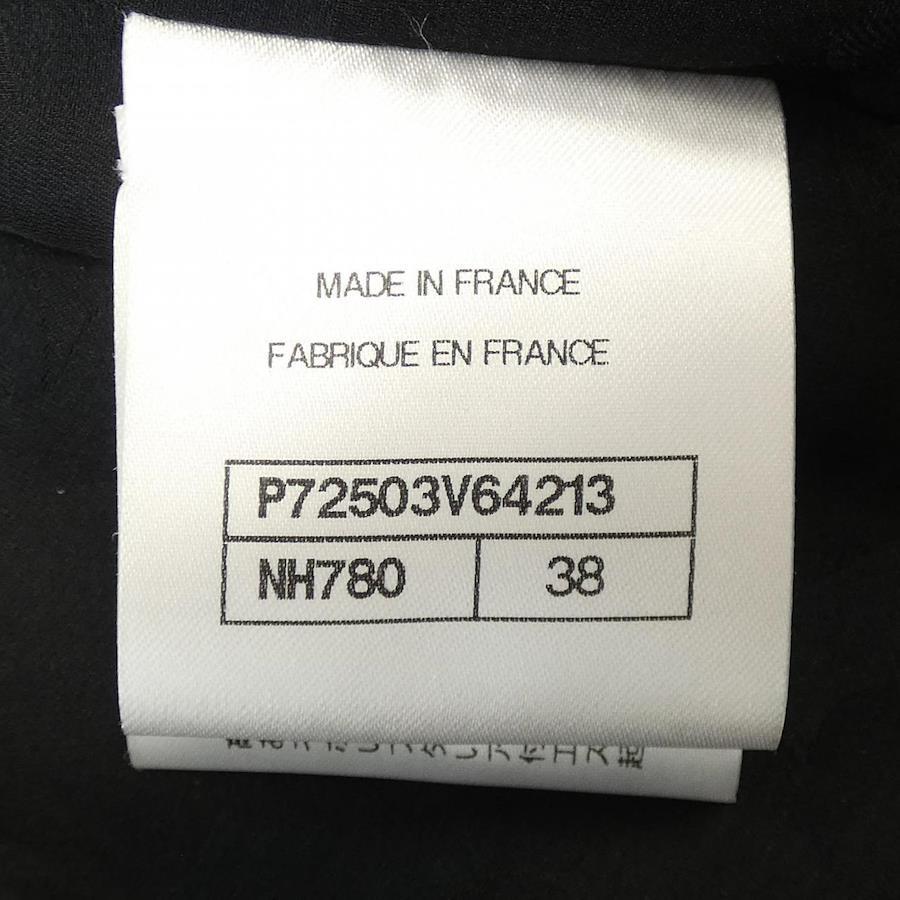 MADE IN FRANCE
FABRIQUE EN FRANCE
P72503V64213
NH780 38